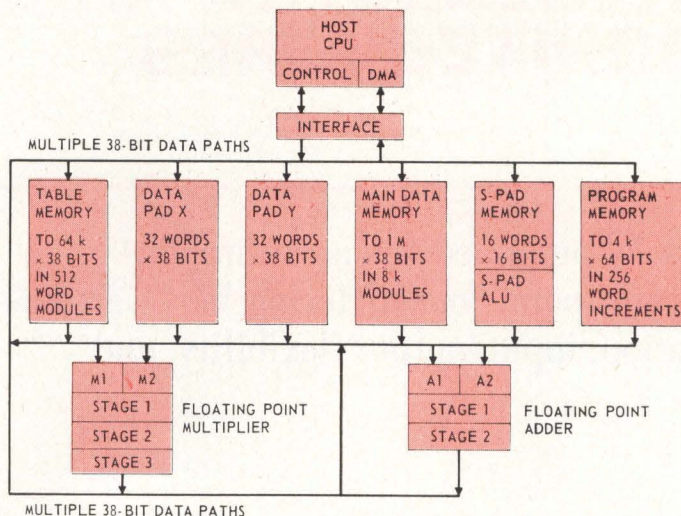 HOST
CPU
CONTROL
DMA
INTERFACE
MULTIPLE 38-BIT DATA PATHS
TABLE
MEMORY
TO 64 k
× 38 BITS
IN 512
WORD
MODULES
DATA
PAD X
32 WORDS
× 38 BITS
DATA
PAD Y
32 WORDS
× 38 BITS
MAIN DATA
MEMORY
TO 1 M
× 38 BITS
IN 8 k
MODULES
S-PAD
MEMORY
16 WORDS
× 16 BITS
S-PAD
ALU
PROGRAM
MEMORY
TO 4 k
× 64 BITS
IN 256
WORD
INCREMENTS
M1
M2
STAGE 1
STAGE 2
STAGE 3
FLOATING POINT
MULTIPLIER
A1
A2
STAGE 1
STAGE 2
FLOATING POINT
ADDER
MULTIPLE 38-BIT DATA PATHS